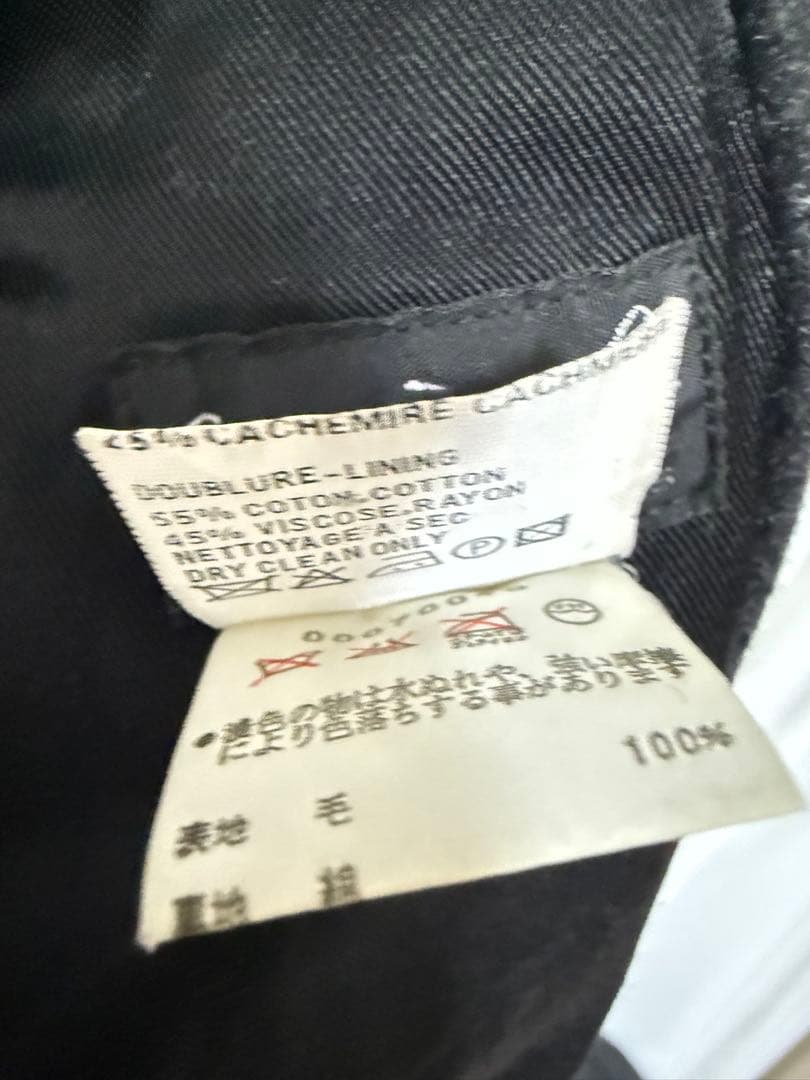 CACHEMIRE
DOUBLURE-LINING
55% COTON.COTTON
45% VISCOSE.RAYON
NETTOYAGE A SEC
DRY CLEAN ONLY
P
●濃色の物は水ぬれや、強い摩擦
により色落ちする事があります
100%
表地 毛
裏地 綿